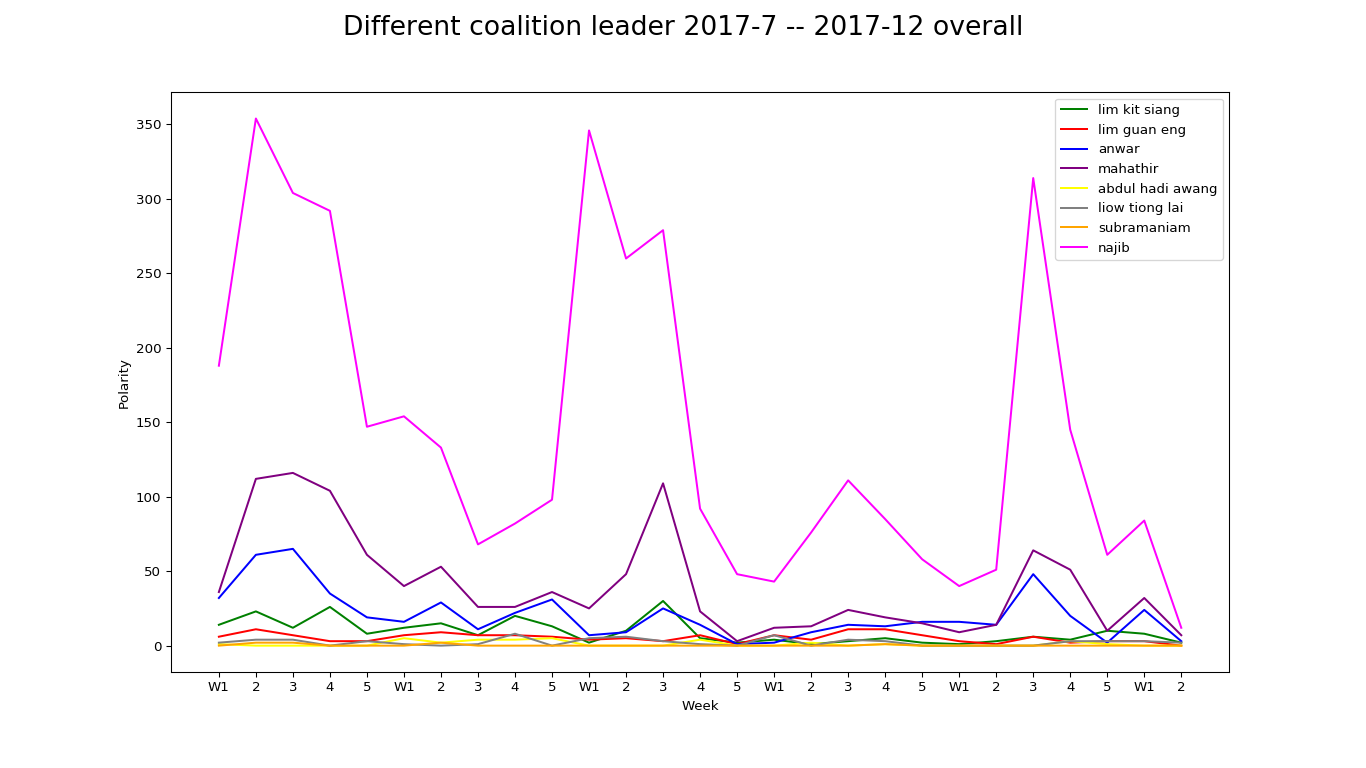 Different coalition leader 2017-7 -- 2017-12 overall
350
300
250
200
150
100
50
0
Polarity
lim kit siang
lim guan eng
anwar
mahathir
abdul hadi awang
liow tiong lai
subramaniam
najib
W1 2 3 4 5 W1 2 3 4 5 W1 2 3 4 5 W1 2 3 4 5 W1 2 3 4 5 W1 2
Week